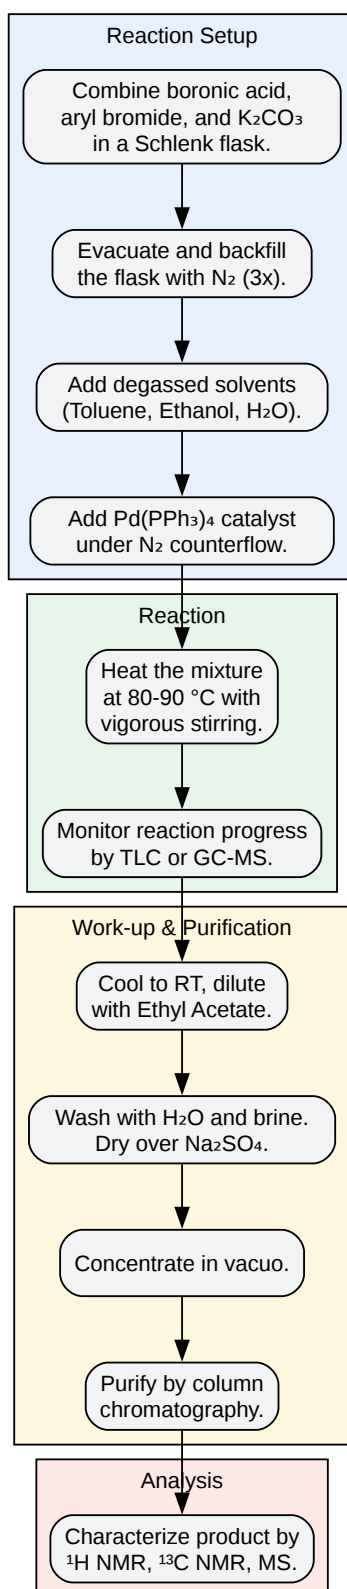 Reaction Setup
Combine boronic acid,
aryl bromide, and K₂CO₃
in a Schlenk flask.
Evacuate and backfill
the flask with N₂ (3x).
Add degassed solvents
(Toluene, Ethanol, H₂O).
Add Pd(PPh₃)₄ catalyst
under N₂ counterflow.
Reaction
Heat the mixture
at 80-90 °C with
vigorous stirring.
Monitor reaction progress
by TLC or GC-MS.
Work-up & Purification
Cool to RT, dilute
with Ethyl Acetate.
Wash with H₂O and brine.
Dry over Na₂SO₄.
Concentrate in vacuo.
Purify by column
chromatography.
Analysis
Characterize product by
¹H NMR, ¹³C NMR, MS.